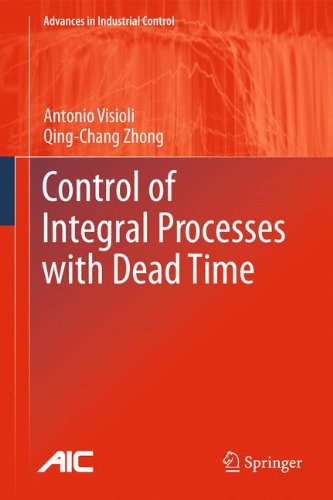 Advances in Industrial Control
Antonio Visioli
Qing-Chang Zhong
Control of
Integral Processes
with Dead Time
AIC
Springer